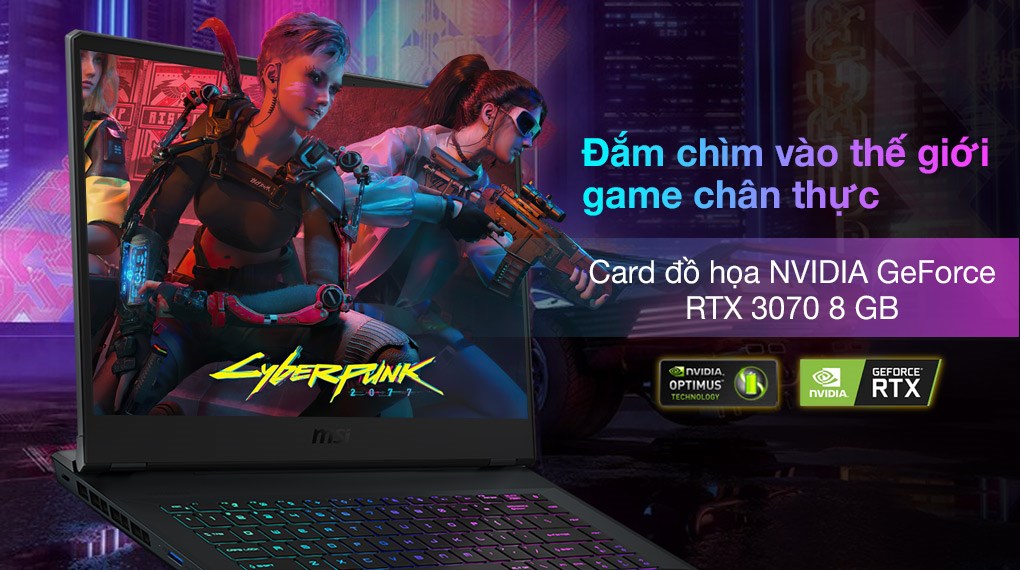 Đắm chìm vào thế giới
game chân thực
Card đồ họa NVIDIA GeForce
RTX 3070 8 GB
NVIDIA.
OPTIMUS™
TECHNOLOGY
NVIDIA.
GEFORCE®
RTX
CYBERPUNK
2077
msi